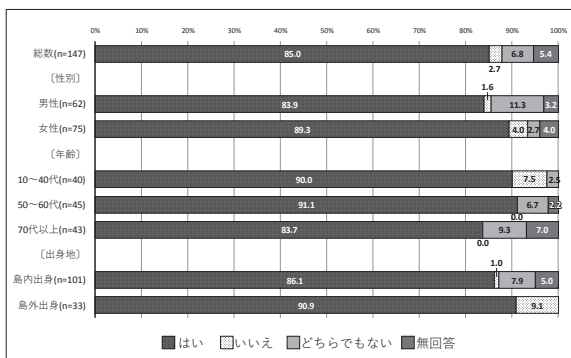 0% 10% 20% 30% 40% 50% 60% 70% 80% 90% 100%
総数(n=147) 85.0 2.7 6.8 5.4
〔性別〕
男性(n=62) 83.9 1.6 11.3 3.2
女性(n=75) 89.3 4.0 2.7 4.0
〔年齢〕
10～40代(n=40) 90.0 7.5 2.5
50～60代(n=45) 91.1 0.0 6.7 2.2
70代以上(n=43) 83.7 0.0 9.3 7.0
〔出身地〕
島内出身(n=101) 86.1 1.0 7.9 5.0
島外出身(n=33) 90.9 9.1
はい いいえ どちらでもない 無回答